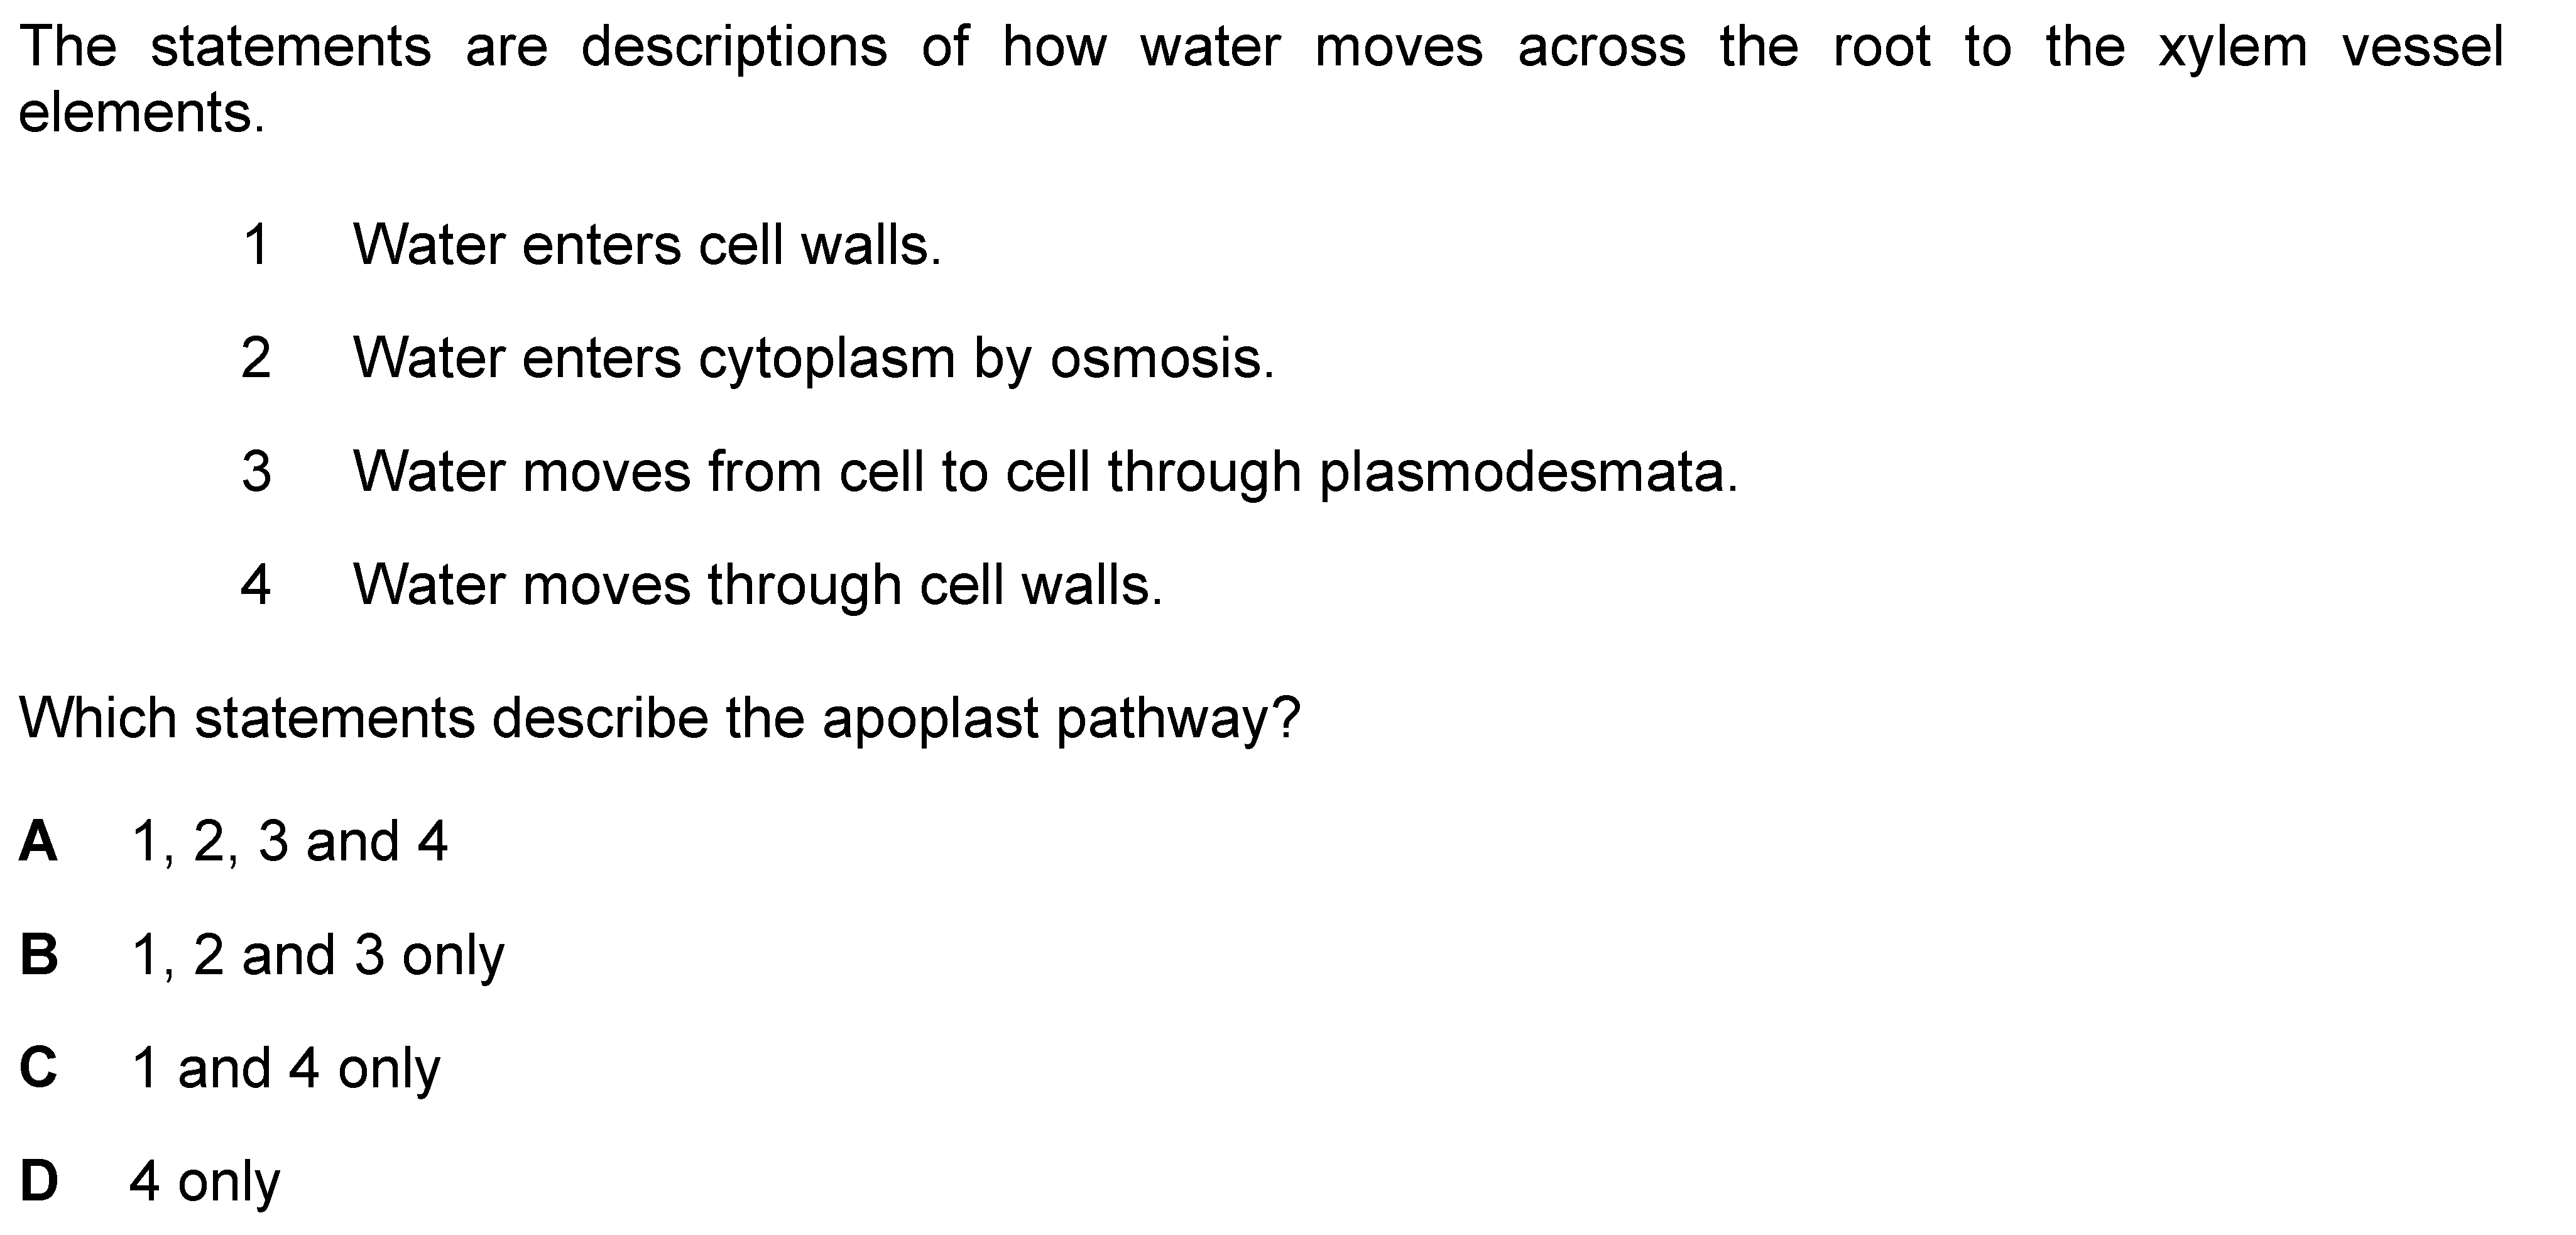 The statements are descriptions of how water moves across the root to the xylem vessel
elements.
1 Water enters cell walls.
2 Water enters cytoplasm by osmosis.
3 Water moves from cell to cell through plasmodesmata.
4 Water moves through cell walls.
Which statements describe the apoplast pathway?
A 1, 2, 3 and 4
B 1, 2 and 3 only
C 1 and 4 only
D 4 only